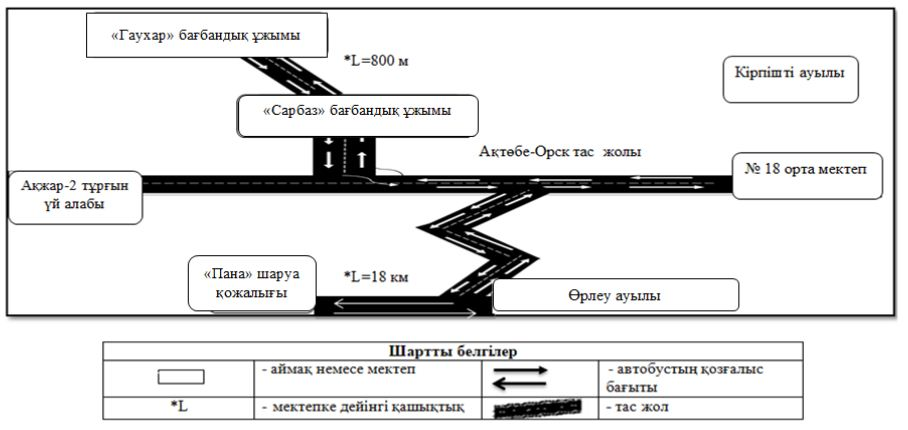 «Гаухар» бағбандық ұжымы
*L=800 м
Кірпішті ауылы
«Сарбаз» бағбандық ұжымы
Ақтөбе-Орск тас жолы
№ 18 орта мектеп
Ақжар-2 тұрғын
үй алабы
«Пана» шаруа
қожалығы
*L=18 км
Өрлеу ауылы
Шартты белгілер
- аймақ немесе мектеп
- автобустың қозғалыс
бағыты
*L
- мектепке дейінгі қашықтық
- тас жол